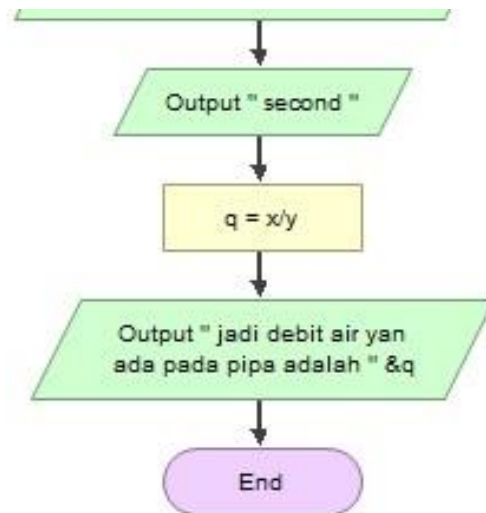 Output " second "
q = x/y
Output " jadi debit air yan
ada pada pipa adalah " &q
End